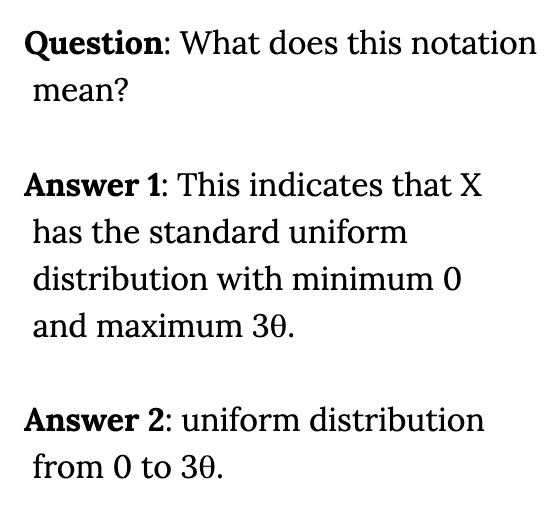 Question: What does this notation
mean?
Answer 1: This indicates that X
has the standard uniform
distribution with minimum 0
and maximum 3θ.
Answer 2: uniform distribution
from 0 to 3θ.